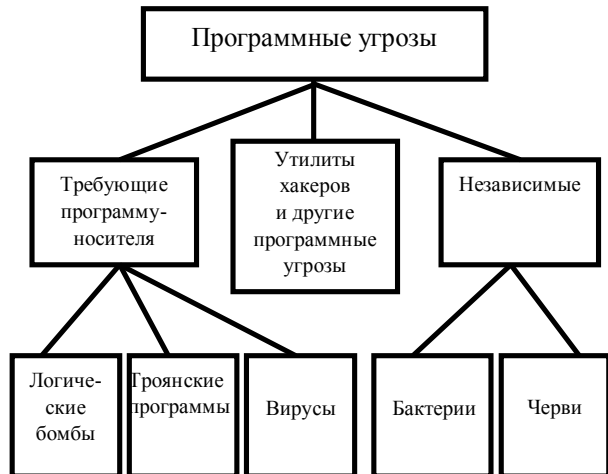 Программные угрозы
Требующие
программу-
носителя
Утилиты
хакеров
и другие
программные
угрозы
Независимые
Логиче-
ские
бомбы
Троянские
программы
Вирусы
Бактерии
Черви